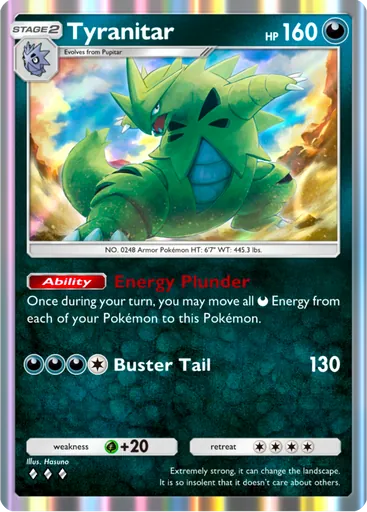 STAGE2
Tyranitar
HP 160
Evolves from Pupitar
NO. 0248 Armor Pokémon HT: 6'7" WT: 445.3 lbs.
Ability Energy Plunder
Once during your turn, you may move all Energy from
each of your Pokémon to this Pokémon.
Buster Tail 130
weakness +20 retreat
Illus. Hasuno
Extremely strong, it can change the landscape.
It is so insolent that it doesn't care about others.